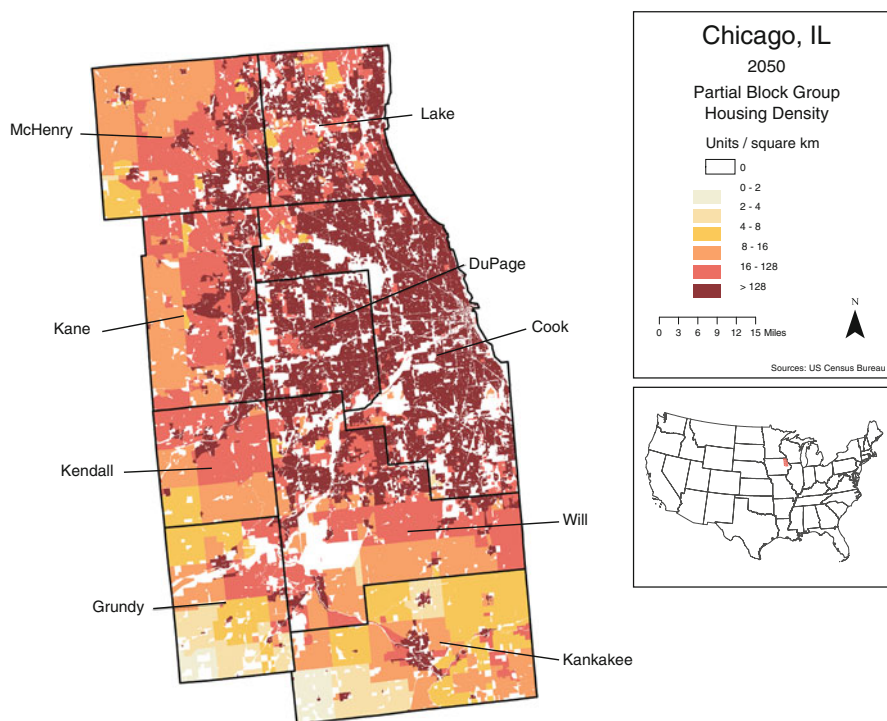 Chicago, IL
2050
Partial Block Group
Housing Density
Units / square km
0
0 - 2
2 - 4
4 - 8
8 - 16
16 - 128
> 128
0 3 6 9 12 15 Miles
N
Sources: US Census Bureau
McHenry
Lake
DuPage
Kane
Cook
Kendall
Will
Grundy
Kankakee